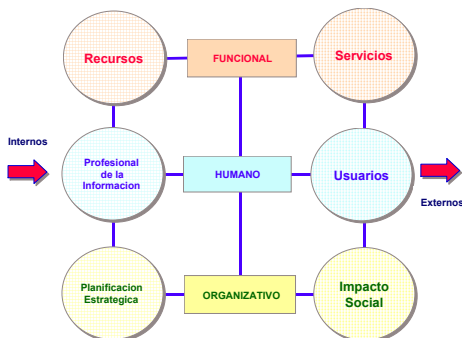 Recursos
FUNCIONAL
Servicios
Internos
Profesional
de la
Informacion
HUMANO
Usuarios
Externos
Planificacion
Estrategica
ORGANIZATIVO
Impacto
Social